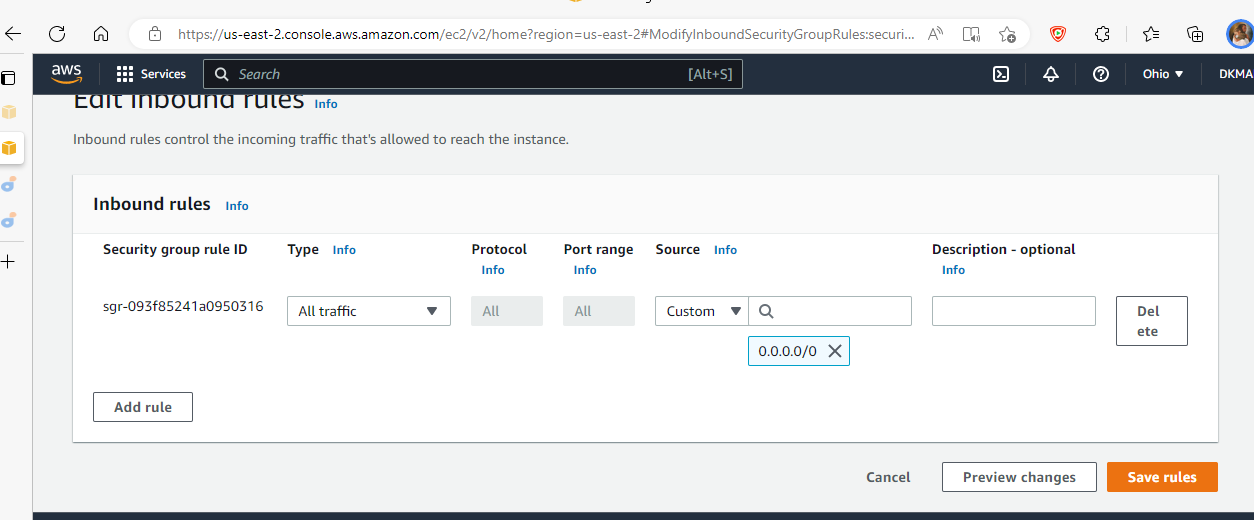 https://us-east-2.console.aws.amazon.com/ec2/v2/home?region=us-east-2#ModifyInboundSecurityGroupRules:securi...
aws Services Search [Alt+S] Ohio DKMA
Edit inbound rules Info
Inbound rules control the incoming traffic that's allowed to reach the instance.
Inbound rules Info
Security group rule ID Type Info Protocol Info Port range Info Source Info Description - optional Info
sgr-093f85241a0950316 All traffic All All Custom Del
ete
0.0.0.0/0
Add rule
Cancel Preview changes Save rules